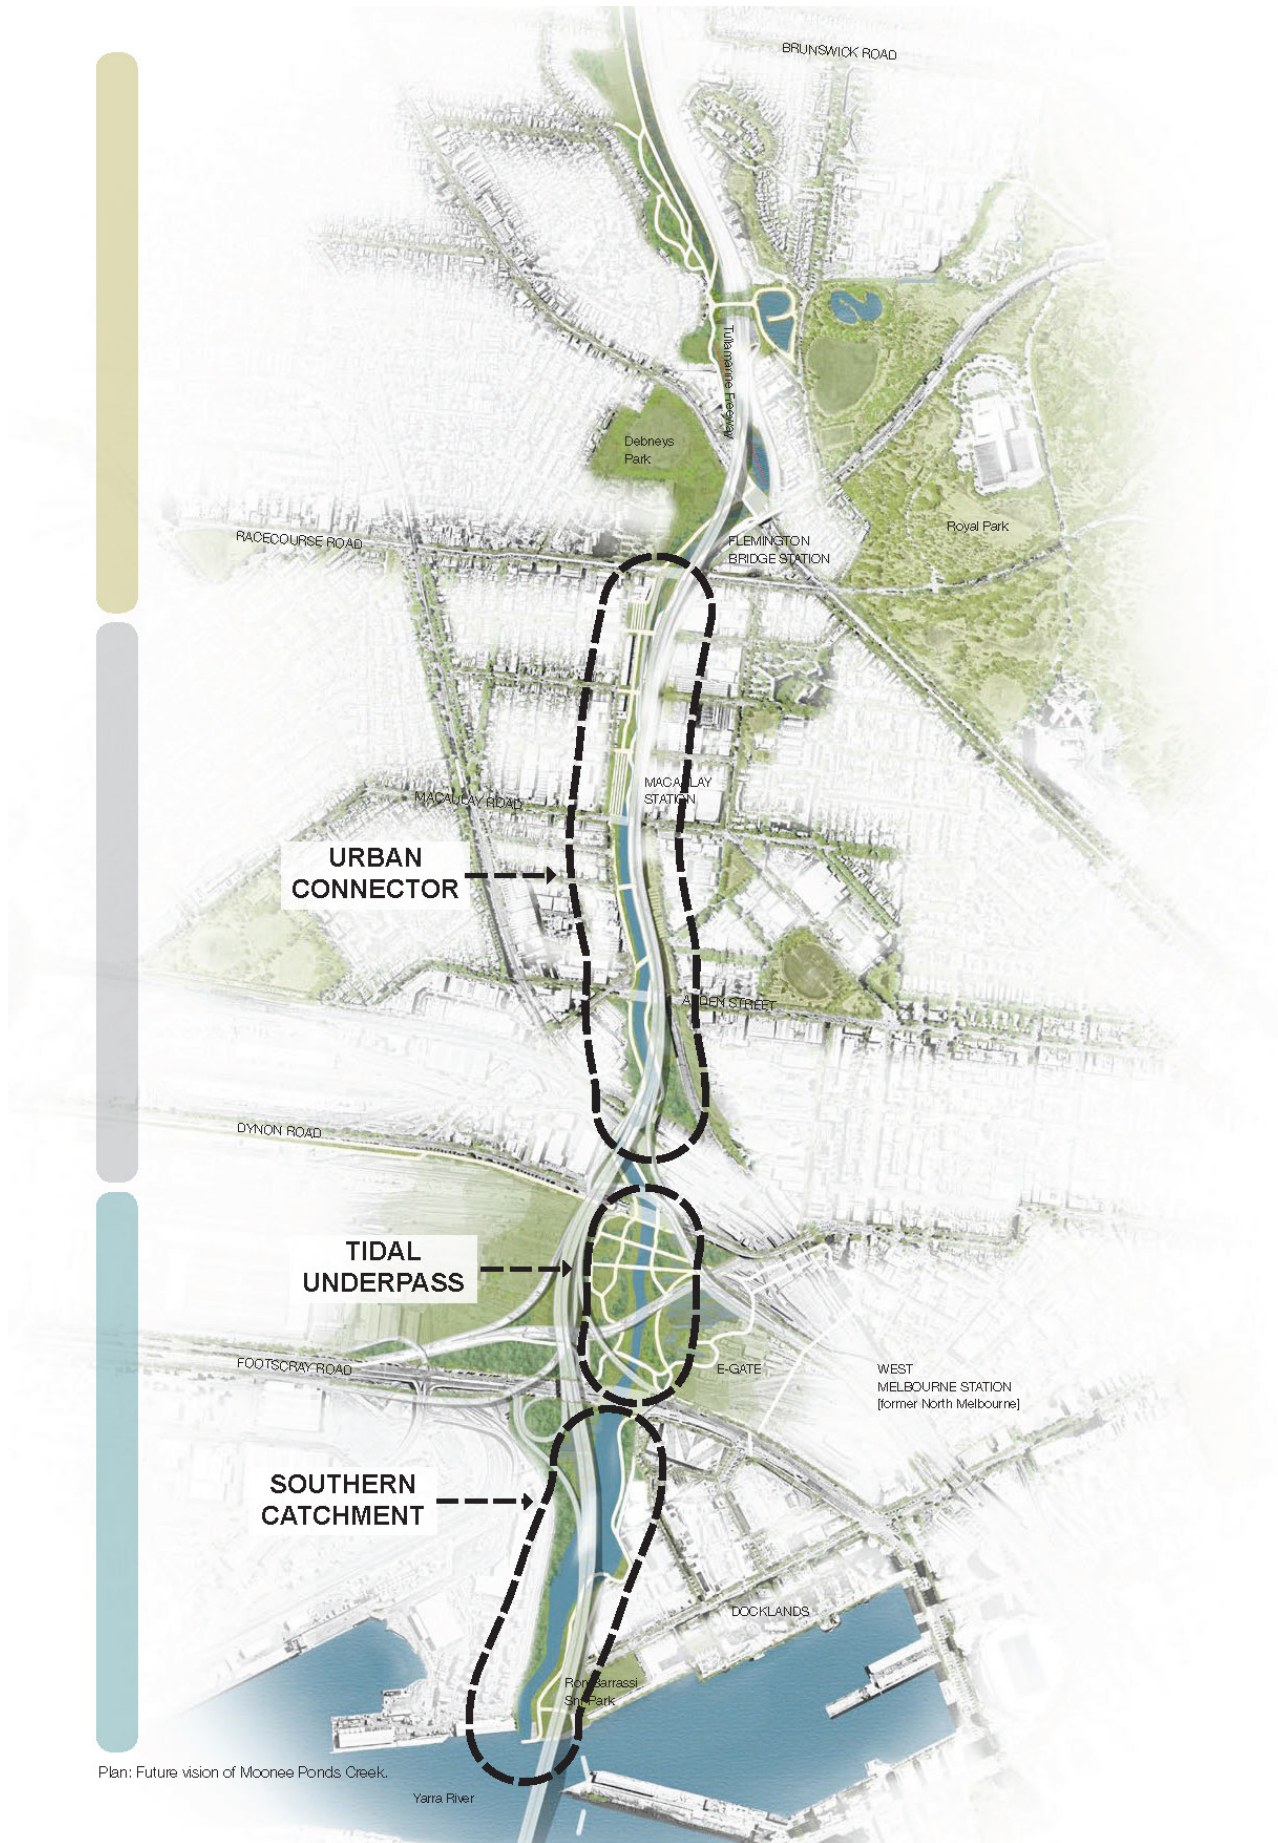 BRUNSWICK ROAD
Tullamarine Freeway
Debneys
Park
Royal Park
RACECOURSE ROAD
FLEMINGTON
BRIDGE STATION
MACAULAY
STATION
MACAULAY ROAD
URBAN
CONNECTOR
ARDEN STREET
DYNON ROAD
TIDAL
UNDERPASS
FOOTSCRAY ROAD
E-GATE
WEST
MELBOURNE STATION
[former North Melbourne]
SOUTHERN
CATCHMENT
DOCKLANDS
Ron Barrassi
Snr Park
Plan: Future vision of Moonee Ponds Creek.
Yarra River